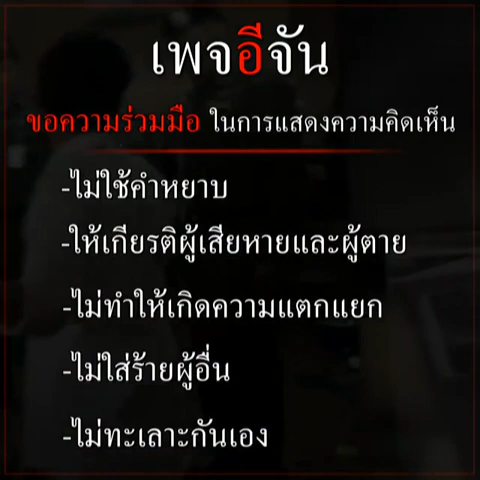 เพจอีจัน
ขอความร่วมมือ ในการแสดงความคิดเห็น
-ไม่ใช้คำหยาบ
-ให้เกียรติผู้เสียหายและผู้ตาย
-ไม่ทำให้เกิดความแตกแยก
-ไม่ใส่ร้ายผู้อื่น
-ไม่ทะเลาะกันเอง